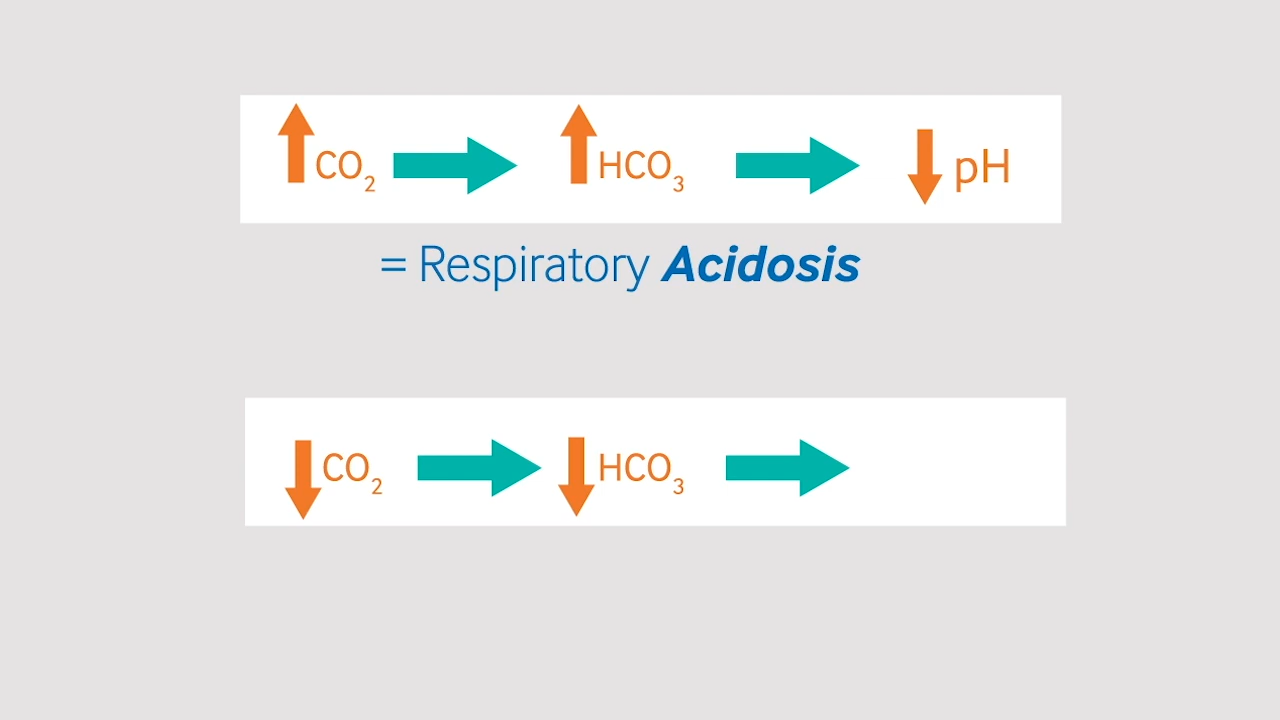 CO₂ HCO₃ pH
= Respiratory Acidosis
CO₂ HCO₃